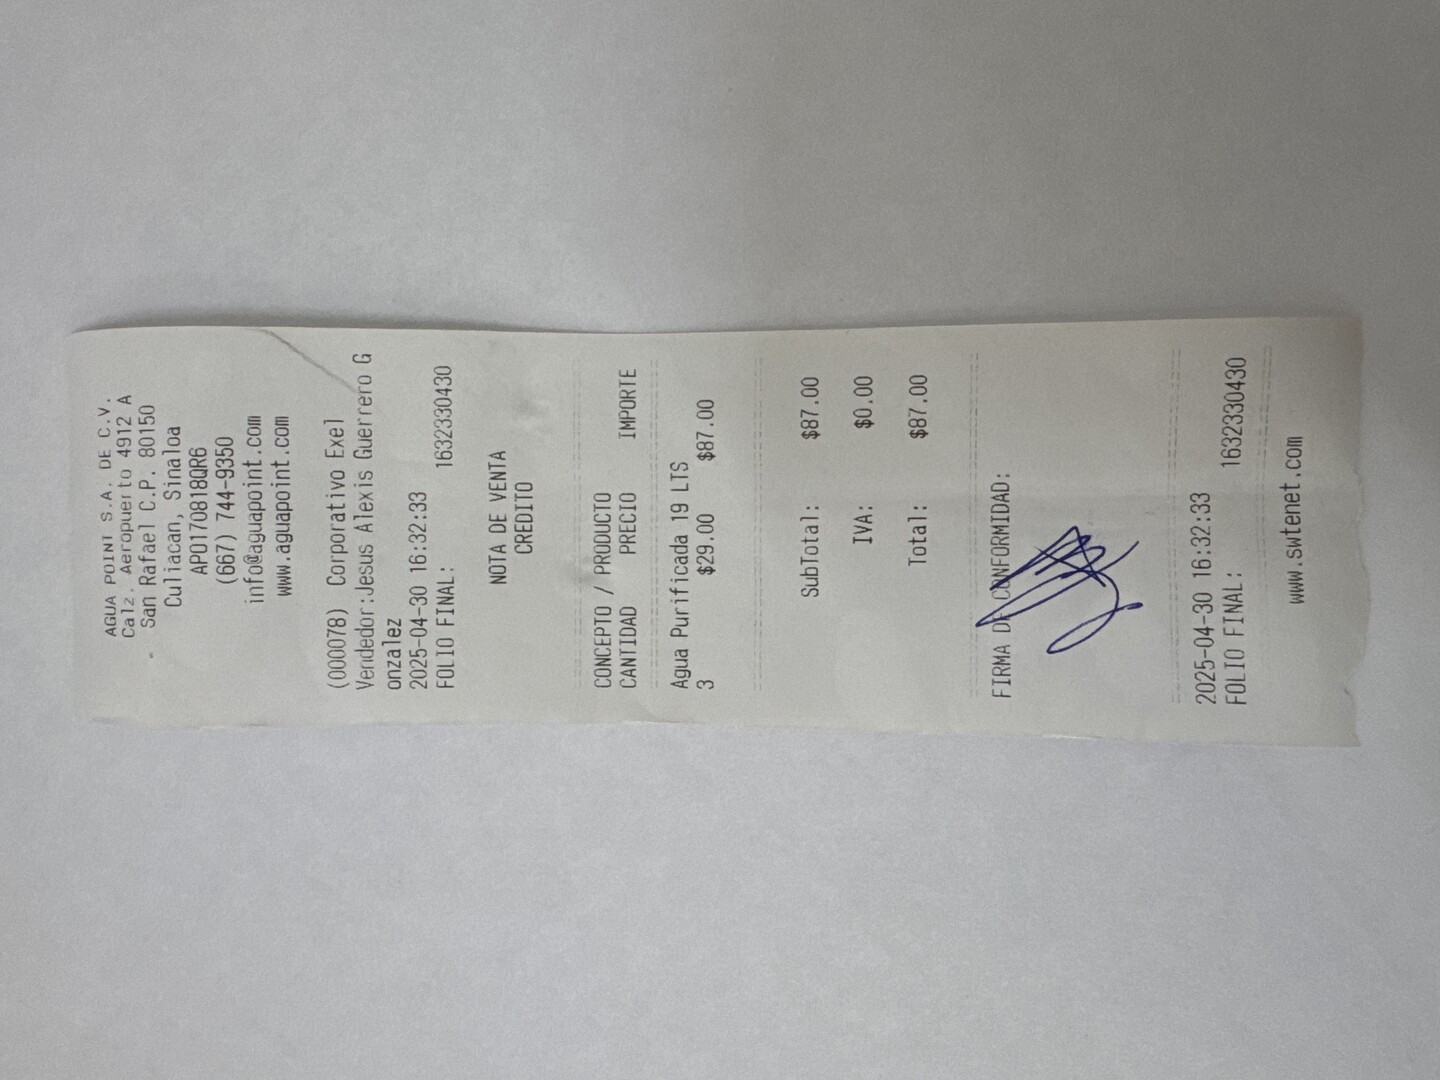 AGUA POINT S.A. DE C.V.
Calz. Aeropuerto 4912 A
San Rafael C.P. 80150
Culiacan, Sinaloa
APO170818QR6
(667) 744-9350
info@aguapoint.com
www.aguapoint.com
(000078) Corporativo Exel
Vendedor:Jesus Alexis Guerrero G
onzalez
2025-04-30 16:32:33
FOLIO FINAL: 1632330430
NOTA DE VENTA
CREDITO
CONCEPTO / PRODUCTO
CANTIDAD PRECIO IMPORTE
Agua Purificada 19 LTS
3 $29.00 $87.00
SubTotal: $87.00
IVA: $0.00
Total: $87.00
FIRMA DE CONFORMIDAD:
2025-04-30 16:32:33
FOLIO FINAL: 1632330430
www.swtenet.com